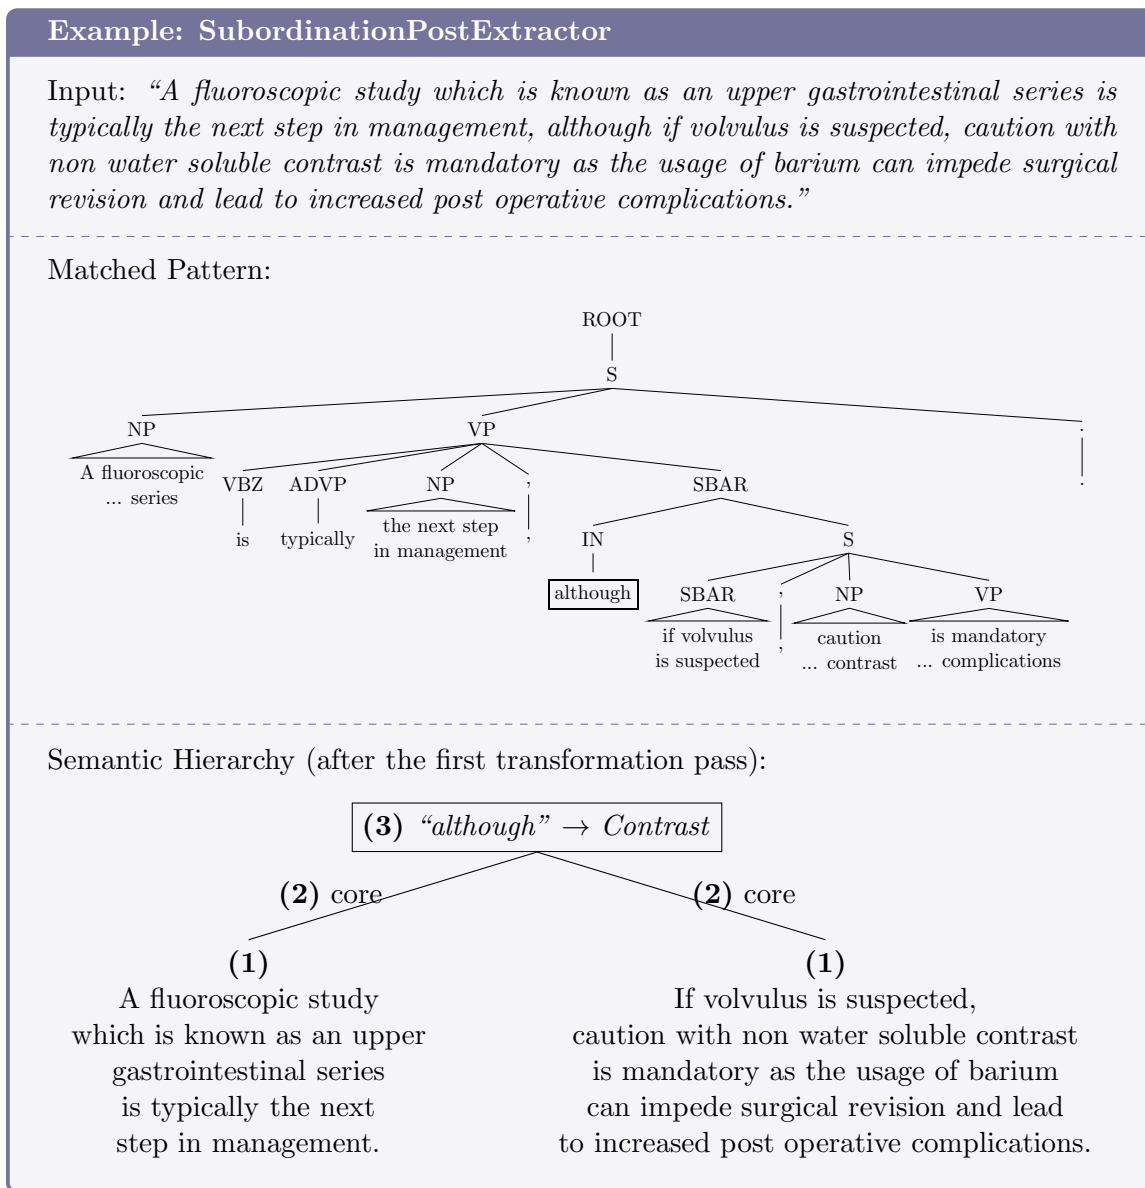 Example: SubordinationPostExtractor
Input: “A fluoroscopic study which is known as an upper gastrointestinal series is
typically the next step in management, although if volvulus is suspected, caution with
non water soluble contrast is mandatory as the usage of barium can impede surgical
revision and lead to increased post operative complications.”
Matched Pattern:
ROOT
S
NP VP .
A fluoroscopic
... series
VBZ ADVP NP , SBAR .
is typically
the next step
in management
,
IN S
although
SBAR , NP VP
if volvulus
is suspected
,
caution
... contrast
is mandatory
... complications
Semantic Hierarchy (after the first transformation pass):
(3) “although” → Contrast
(2) core (2) core
(1)
A fluoroscopic study
which is known as an upper
gastrointestinal series
is typically the next
step in management.
(1)
If volvulus is suspected,
caution with non water soluble contrast
is mandatory as the usage of barium
can impede surgical revision and lead
to increased post operative complications.